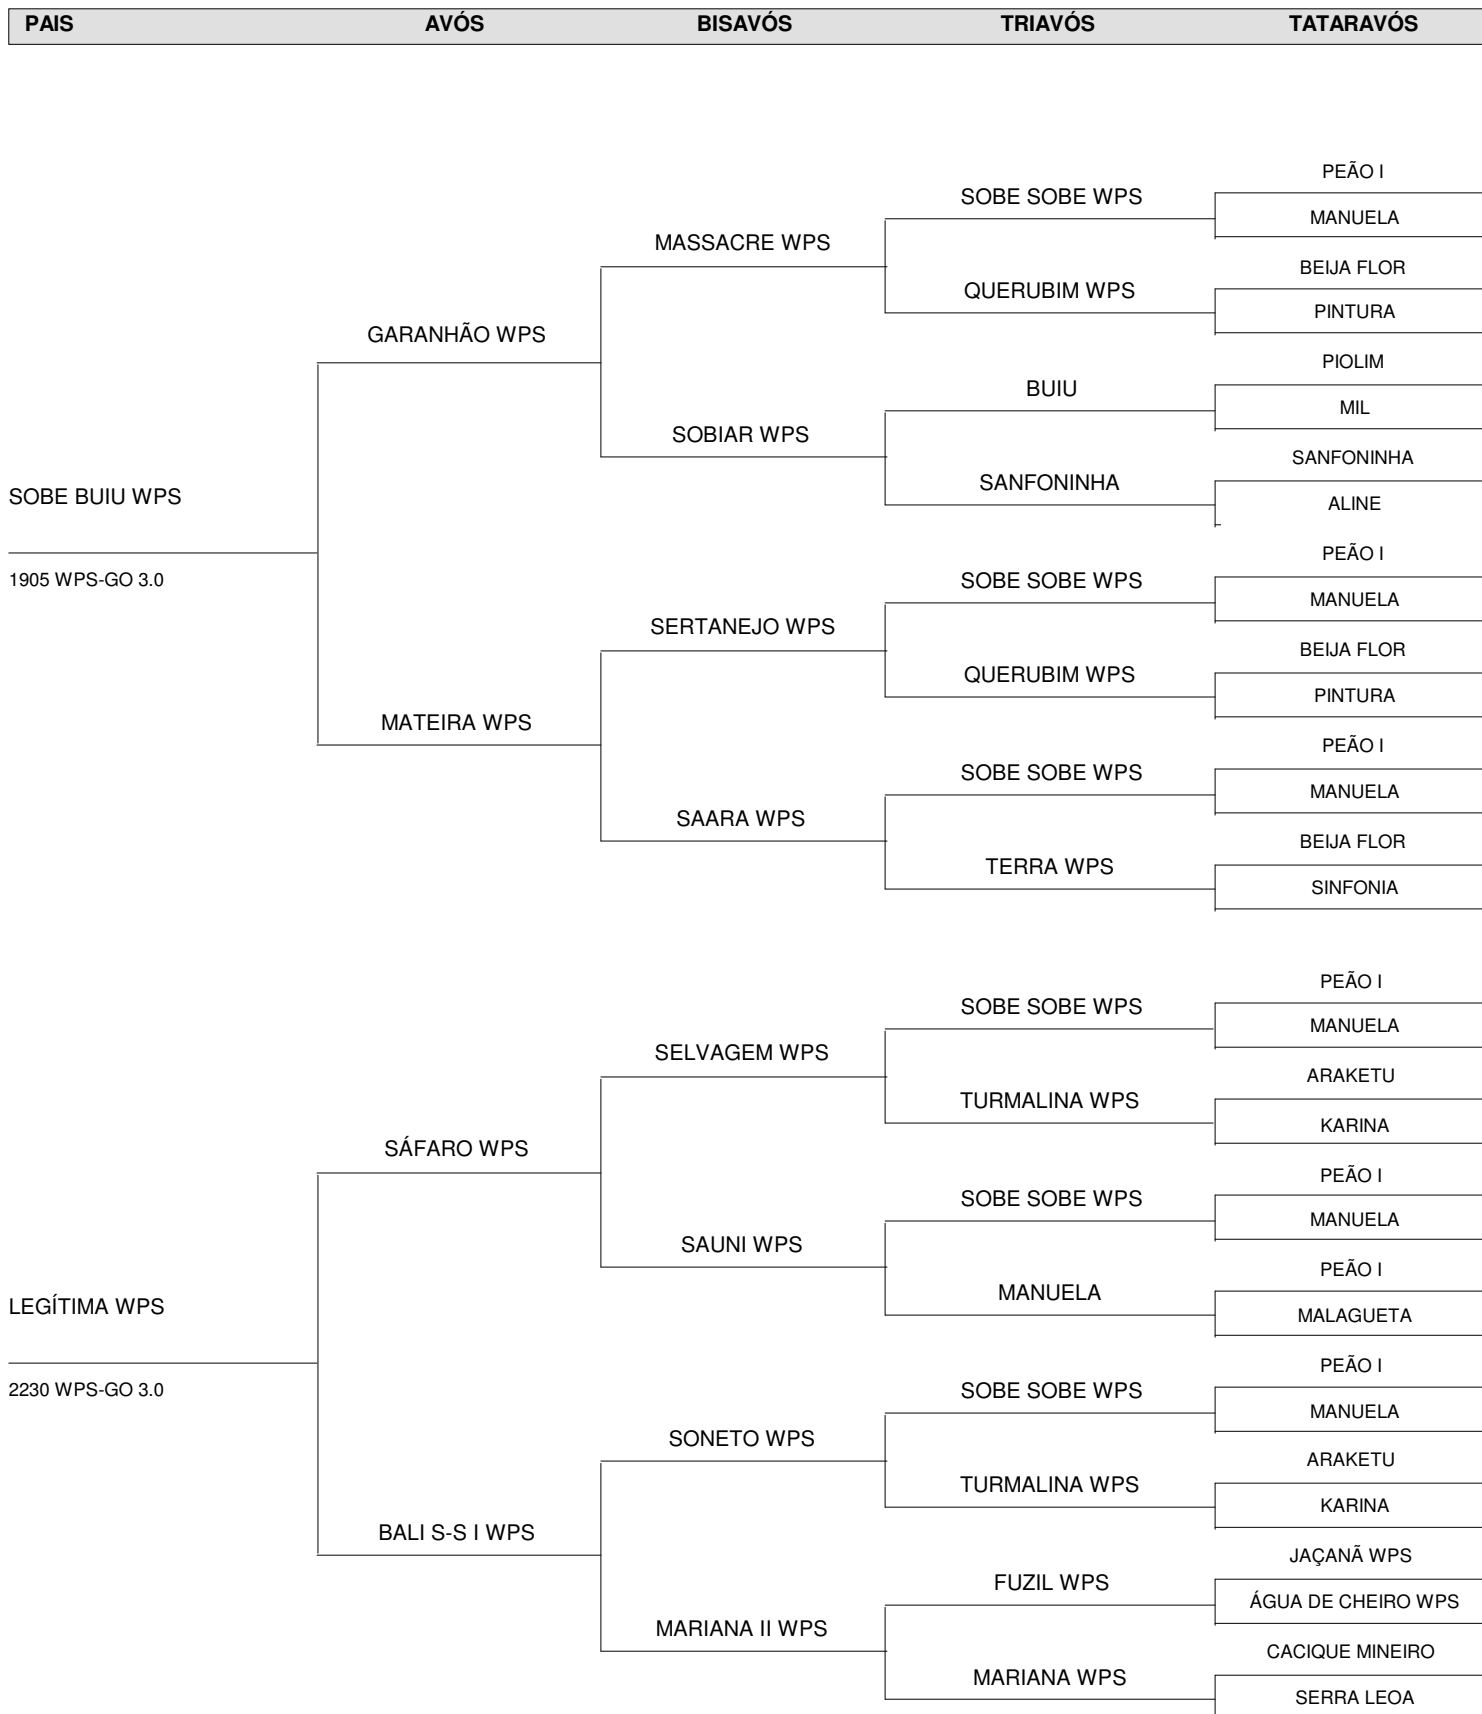 PAIS AVÓS BISAVÓS TRIAVÓS TATARAVÓS
PEÃO I
SOBE SOBE WPS
MANUELA
MASSACRE WPS
BEIJA FLOR
QUERUBIM WPS
PINTURA
GARANHÃO WPS
PIOLIM
BUIU
MIL
SOBIAR WPS
SANFONINHA
SANFONINHA
SOBE BUIU WPS
ALINE
PEÃO I
1905 WPS-GO 3.0
SOBE SOBE WPS
MANUELA
SERTANEJO WPS
BEIJA FLOR
QUERUBIM WPS
PINTURA
MATEIRA WPS
PEÃO I
SOBE SOBE WPS
MANUELA
SAARA WPS
BEIJA FLOR
TERRA WPS
SINFONIA
PEÃO I
SOBE SOBE WPS
MANUELA
SELVAGEM WPS
ARAKETU
TURMALINA WPS
KARINA
SÁFARO WPS
PEÃO I
SOBE SOBE WPS
MANUELA
SAUNI WPS
PEÃO I
MANUELA
LEGÍTIMA WPS
MALAGUETA
PEÃO I
2230 WPS-GO 3.0
SOBE SOBE WPS
MANUELA
SONETO WPS
ARAKETU
TURMALINA WPS
KARINA
BALI S-S I WPS
JAÇANÃ WPS
FUZIL WPS
ÁGUA DE CHEIRO WPS
MARIANA II WPS
CACIQUE MINEIRO
MARIANA WPS
SERRA LEOA